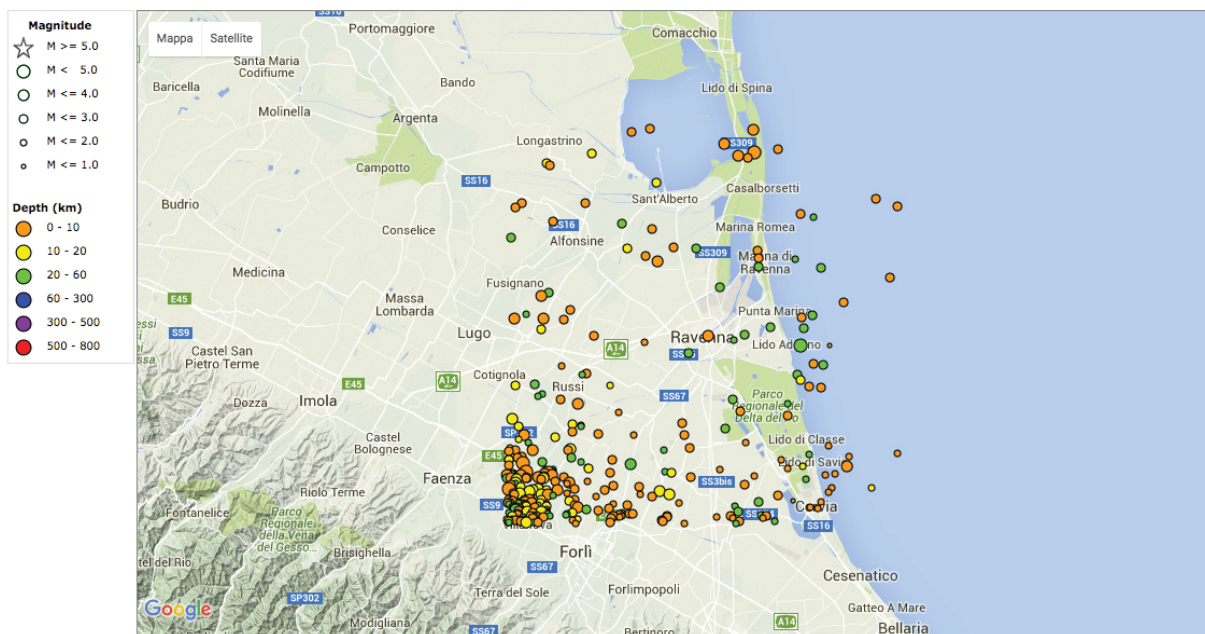 Magnitude
M >= 5.0
M < 5.0
M <= 4.0
M <= 3.0
M <= 2.0
M <= 1.0
Depth (km)
0 - 10
10 - 20
20 - 60
60 - 300
300 - 500
500 - 800
Mappa
Satellite
SS16
Portomaggiore
Comacchio
Santa Maria
Codifiume
Baricella
Bando
Lido di Spina
Molinella
Argenta
Longastrino
S309
Campotto
SS16
Casalborsetti
Sant'Alberto
Budrio
Conselice
SS16
Alfonsine
Marina Romea
SS309
Medicina
Marina di
Ravenna
Fusignano
E45
Massa
Lombarda
Punta Marina
SS9
Lugo
Ravenna
Castel San
Pietro Terme
A14
Lido Adriano
E45
A14
Cotignola
Russi
SS67
Dozza
Imola
Parco
Regionale del
Delta del Po
Castel
Bolognese
Lido di Classe
E45
Lido di Savio
Faenza
Riolo Terme
SS3bis
SS9
Fontanelice
Cervia
Villanova
SS16
Parco
Regionale
della Vena
del Gesso...
Brisighella
Forlì
tel del Rio
SS67
Cesenatico
Terra del Sole
Forlimpopoli
SP302
Google
Gatteo A Mare
Modigliana
A14
SS67
Bertinoro
Bellaria